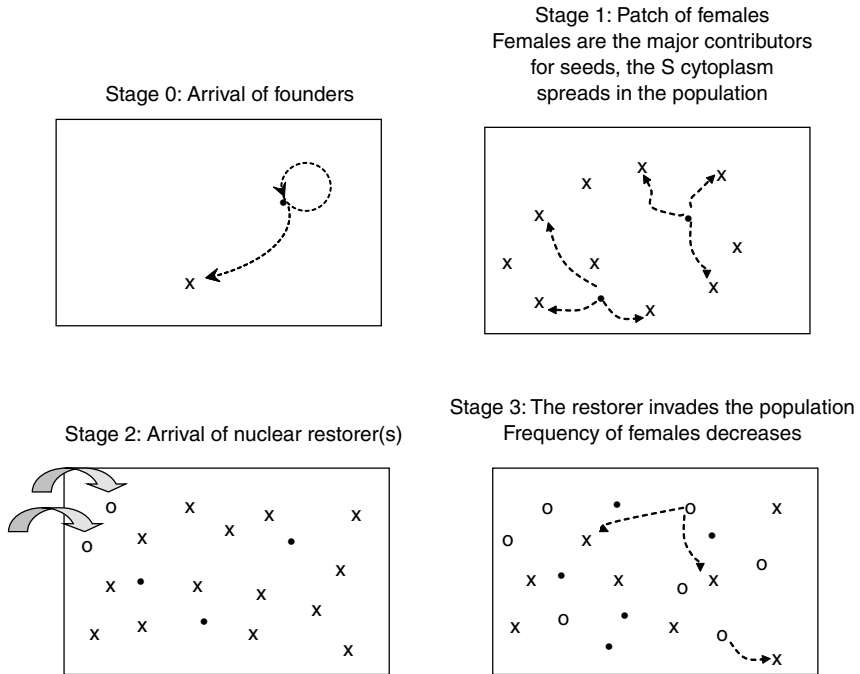 Stage 0: Arrival of founders
Stage 1: Patch of females
Females are the major contributors
for seeds, the S cytoplasm
spreads in the population
x
x
x
x
x
x
x
x
x
x
x
Stage 2: Arrival of nuclear restorer(s)
Stage 3: The restorer invades the population
Frequency of females decreases
o
x
x
x
x
o
x
x
x
x
x
x
x
x
x
x
o
o
x
o
x
o
x
x
o
x
x
o
x
o
x